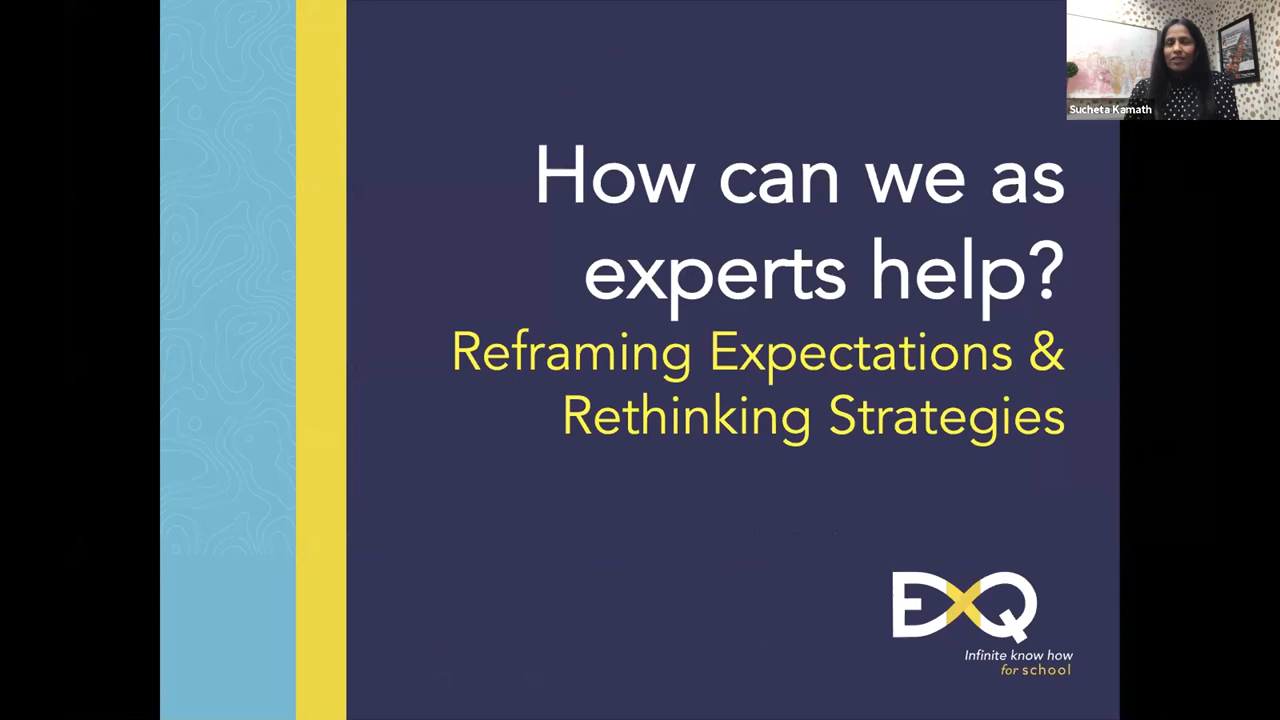 Sucheta Kamath
How can we as
experts help?
Reframing Expectations &
Rethinking Strategies
EXQ
Infinite know how
for school